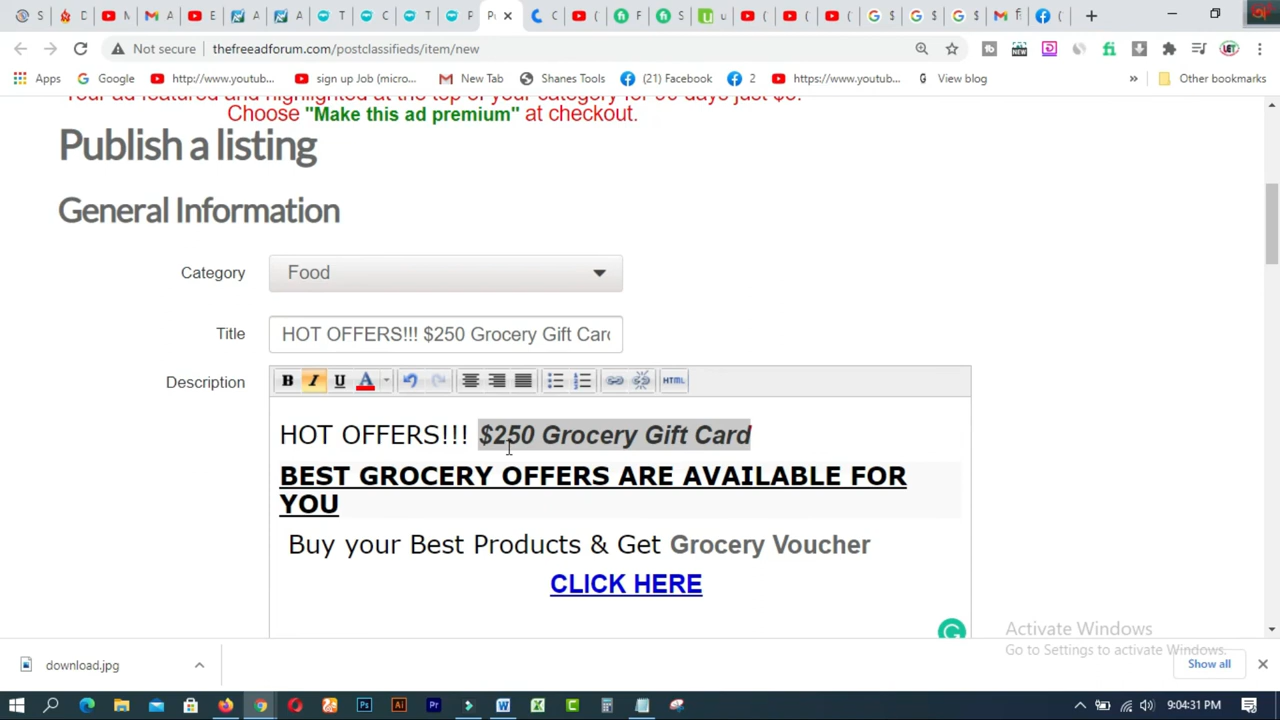 Not secure
thefreeadforum.com/postclassifieds/item/new
Apps
Google
http://www.youtub...
sign up Job (micro...
New Tab
Shanes Tools
(21) Facebook
2
https://www.youtub...
View blog
»
Other bookmarks
Choose "Make this ad premium" at checkout.
Publish a listing
General Information
Category
Food
Title
HOT OFFERS!!! $250 Grocery Gift Card
Description
B I U A
HTML
HOT OFFERS!!! $250 Grocery Gift Card
BEST GROCERY OFFERS ARE AVAILABLE FOR
YOU
Buy your Best Products & Get Grocery Voucher
CLICK HERE
Activate Windows
Go to Settings to activate Windows.
download.jpg
Show all
9:04:31 PM